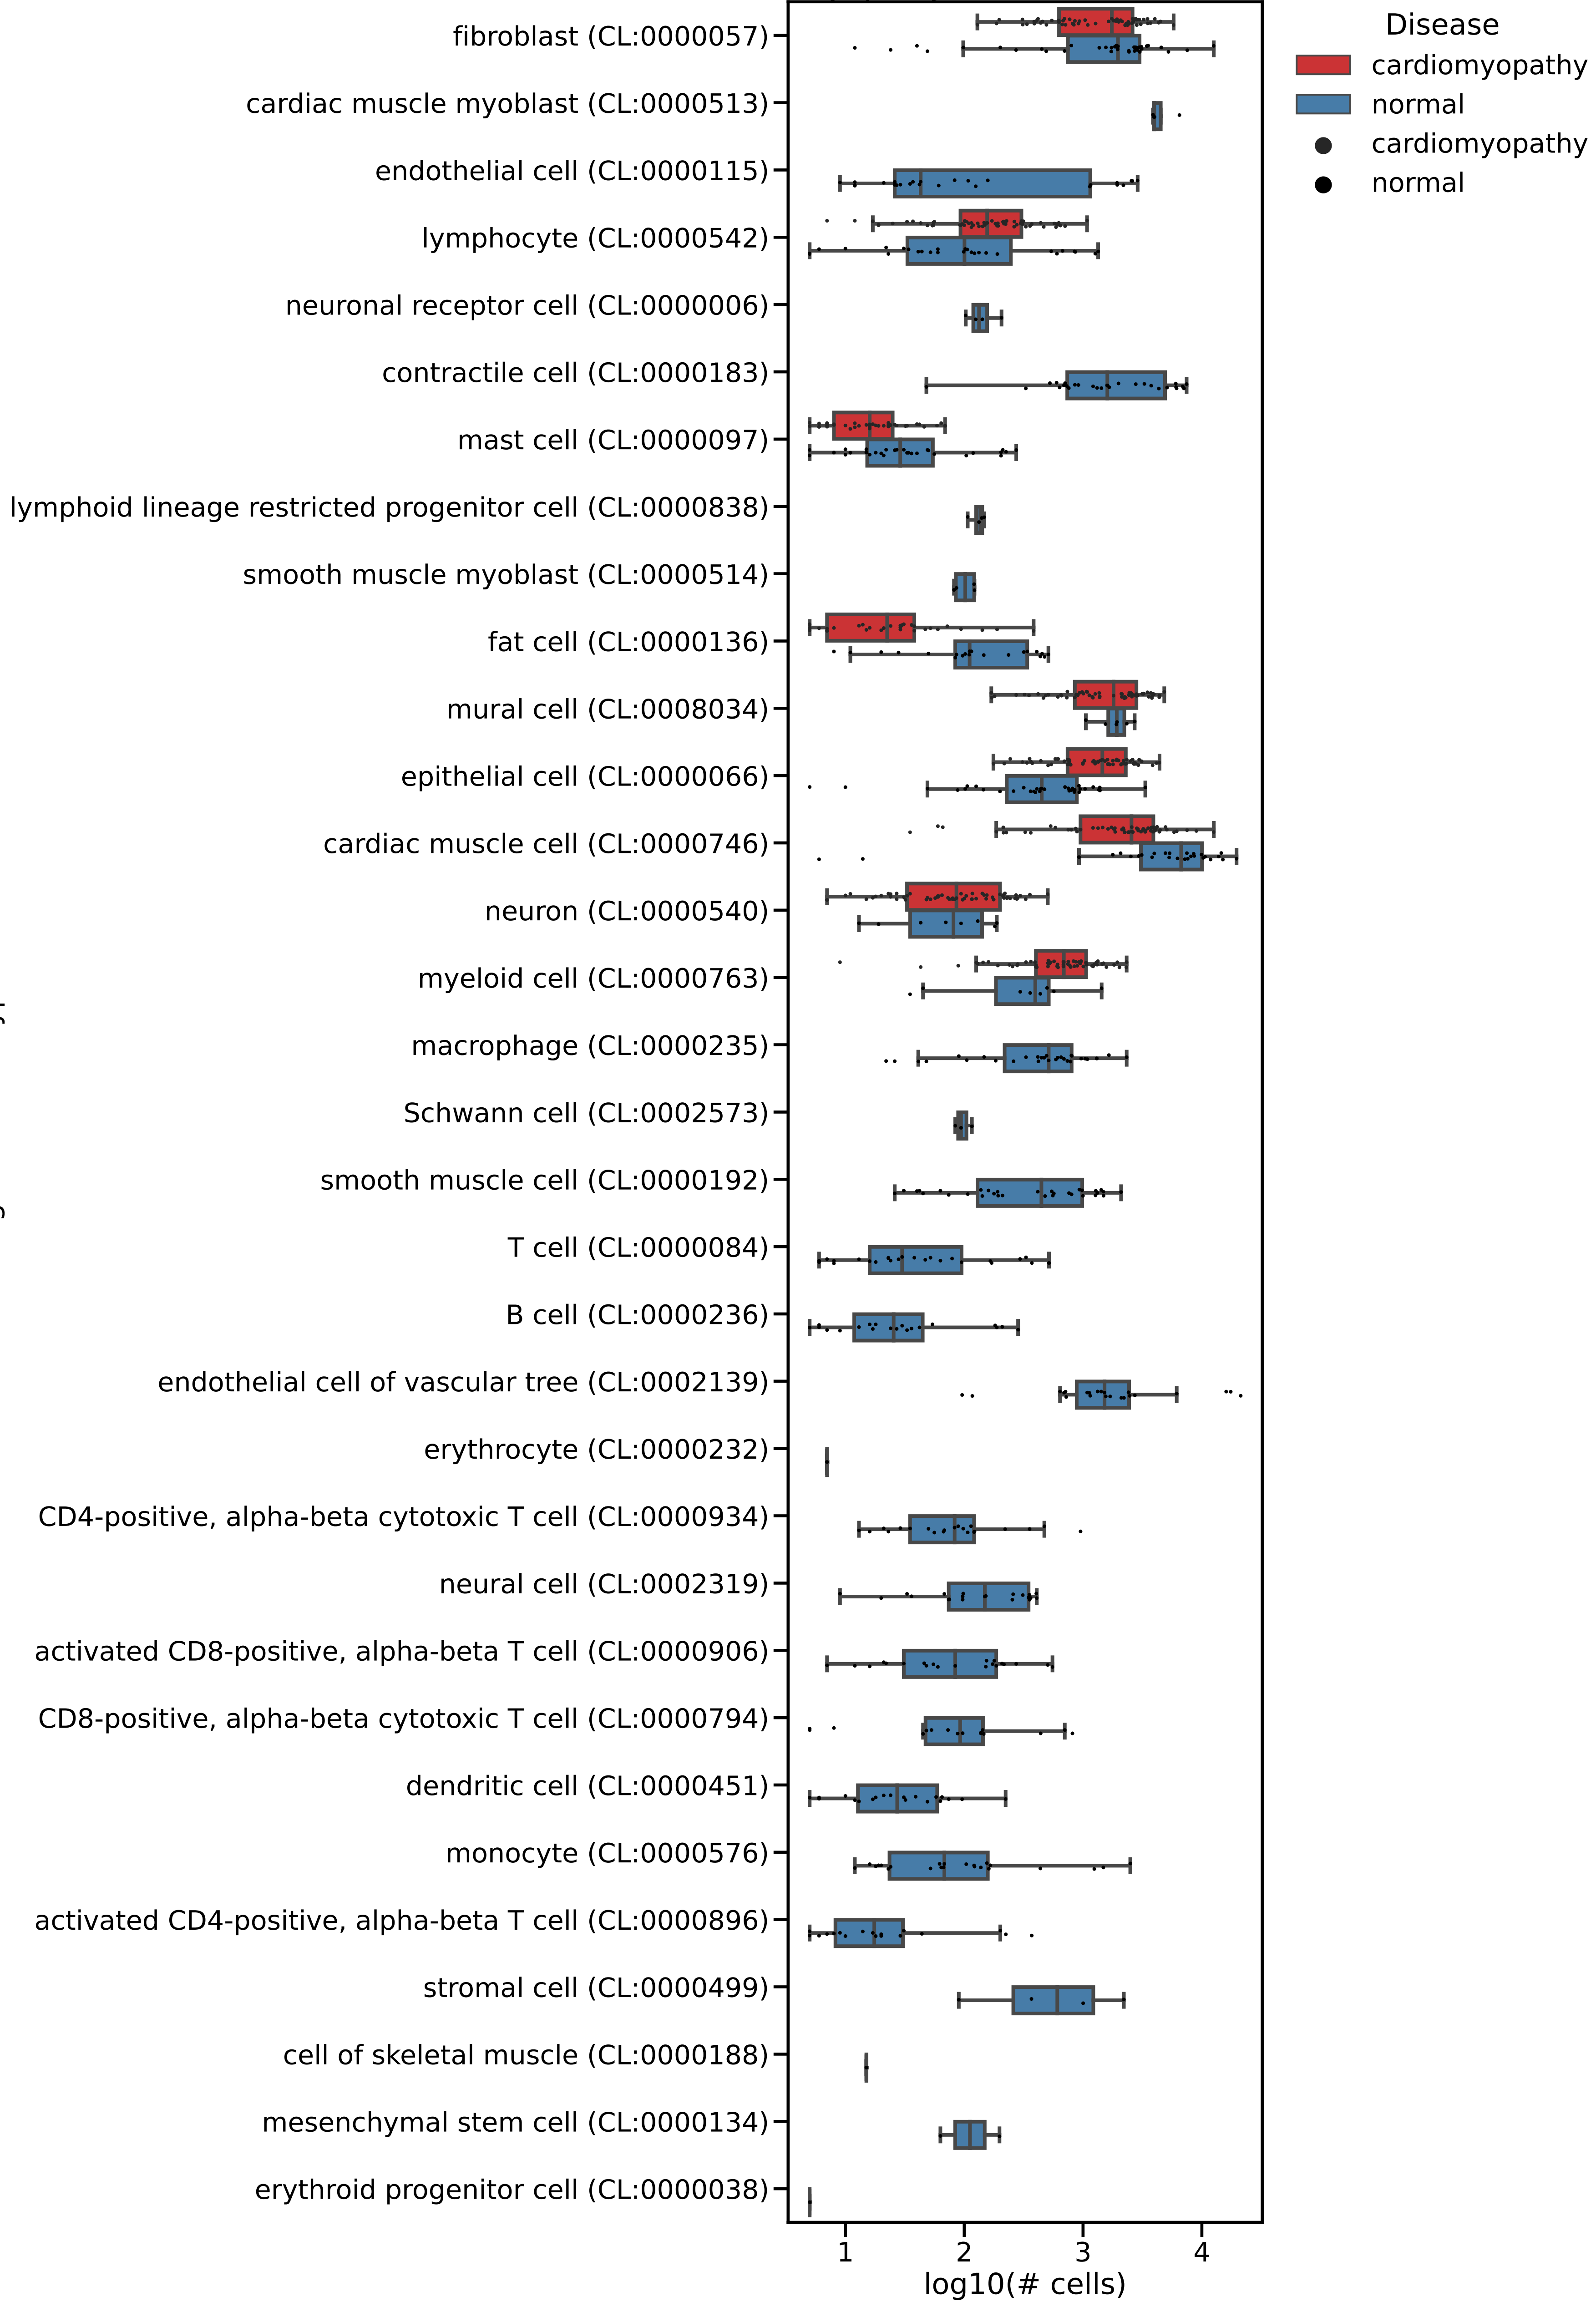 fibroblast (CL:0000057)
cardiac muscle myoblast (CL:0000513)
endothelial cell (CL:0000115)
lymphocyte (CL:0000542)
neuronal receptor cell (CL:0000006)
contractile cell (CL:0000183)
mast cell (CL:0000097)
lymphoid lineage restricted progenitor cell (CL:0000838)
smooth muscle myoblast (CL:0000514)
fat cell (CL:0000136)
mural cell (CL:0008034)
epithelial cell (CL:0000066)
cardiac muscle cell (CL:0000746)
neuron (CL:0000540)
myeloid cell (CL:0000763)
macrophage (CL:0000235)
Schwann cell (CL:0002573)
smooth muscle cell (CL:0000192)
T cell (CL:0000084)
B cell (CL:0000236)
endothelial cell of vascular tree (CL:0002139)
erythrocyte (CL:0000232)
CD4-positive, alpha-beta cytotoxic T cell (CL:0000934)
neural cell (CL:0002319)
activated CD8-positive, alpha-beta T cell (CL:0000906)
CD8-positive, alpha-beta cytotoxic T cell (CL:0000794)
dendritic cell (CL:0000451)
monocyte (CL:0000576)
activated CD4-positive, alpha-beta T cell (CL:0000896)
stromal cell (CL:0000499)
cell of skeletal muscle (CL:0000188)
mesenchymal stem cell (CL:0000134)
erythroid progenitor cell (CL:0000038)
1 2 3 4
log10(# cells)
Disease
cardiomyopathy
normal
cardiomyopathy
normal